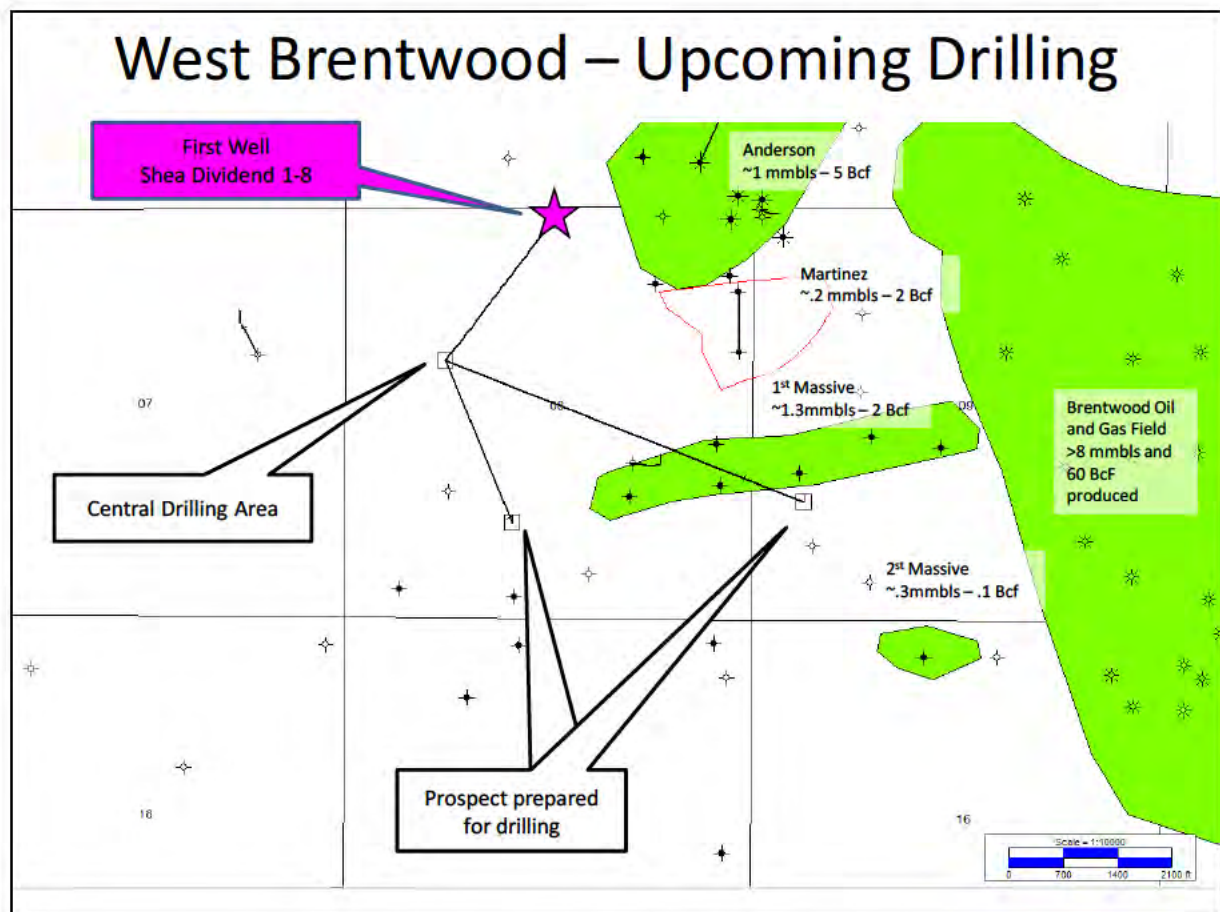 West Brentwood – Upcoming Drilling
First Well
Shea Dividend 1-8
Anderson
~1 mmbls – 5 Bcf
Martinez
~.2 mmbls – 2 Bcf
1st Massive
~1.3mmbls – 2 Bcf
07
09
Brentwood Oil
and Gas Field
>8 mmbls and
60 BcF
produced
Central Drilling Area
2st Massive
~.3mmbls – .1 Bcf
Prospect prepared
for drilling
16
Scale = 1:10000
0 700 1400 2100 ft